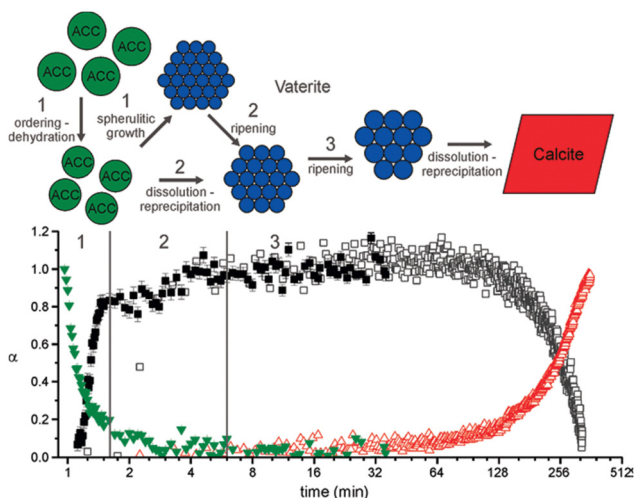 ACC
ACC
ACC
ACC
1
ordering -
dehydration
1
spherulitic
growth
2
ripening
Vaterite
ACC
ACC
ACC
ACC
2
dissolution -
reprecipitation
3
ripening
dissolution -
reprecipitation
Calcite
1.2
1.0
0.8
0.6
0.4
0.2
0.0
α
1 2 3
1 2 4 8 16 32 64 128 256 5125
time (min)